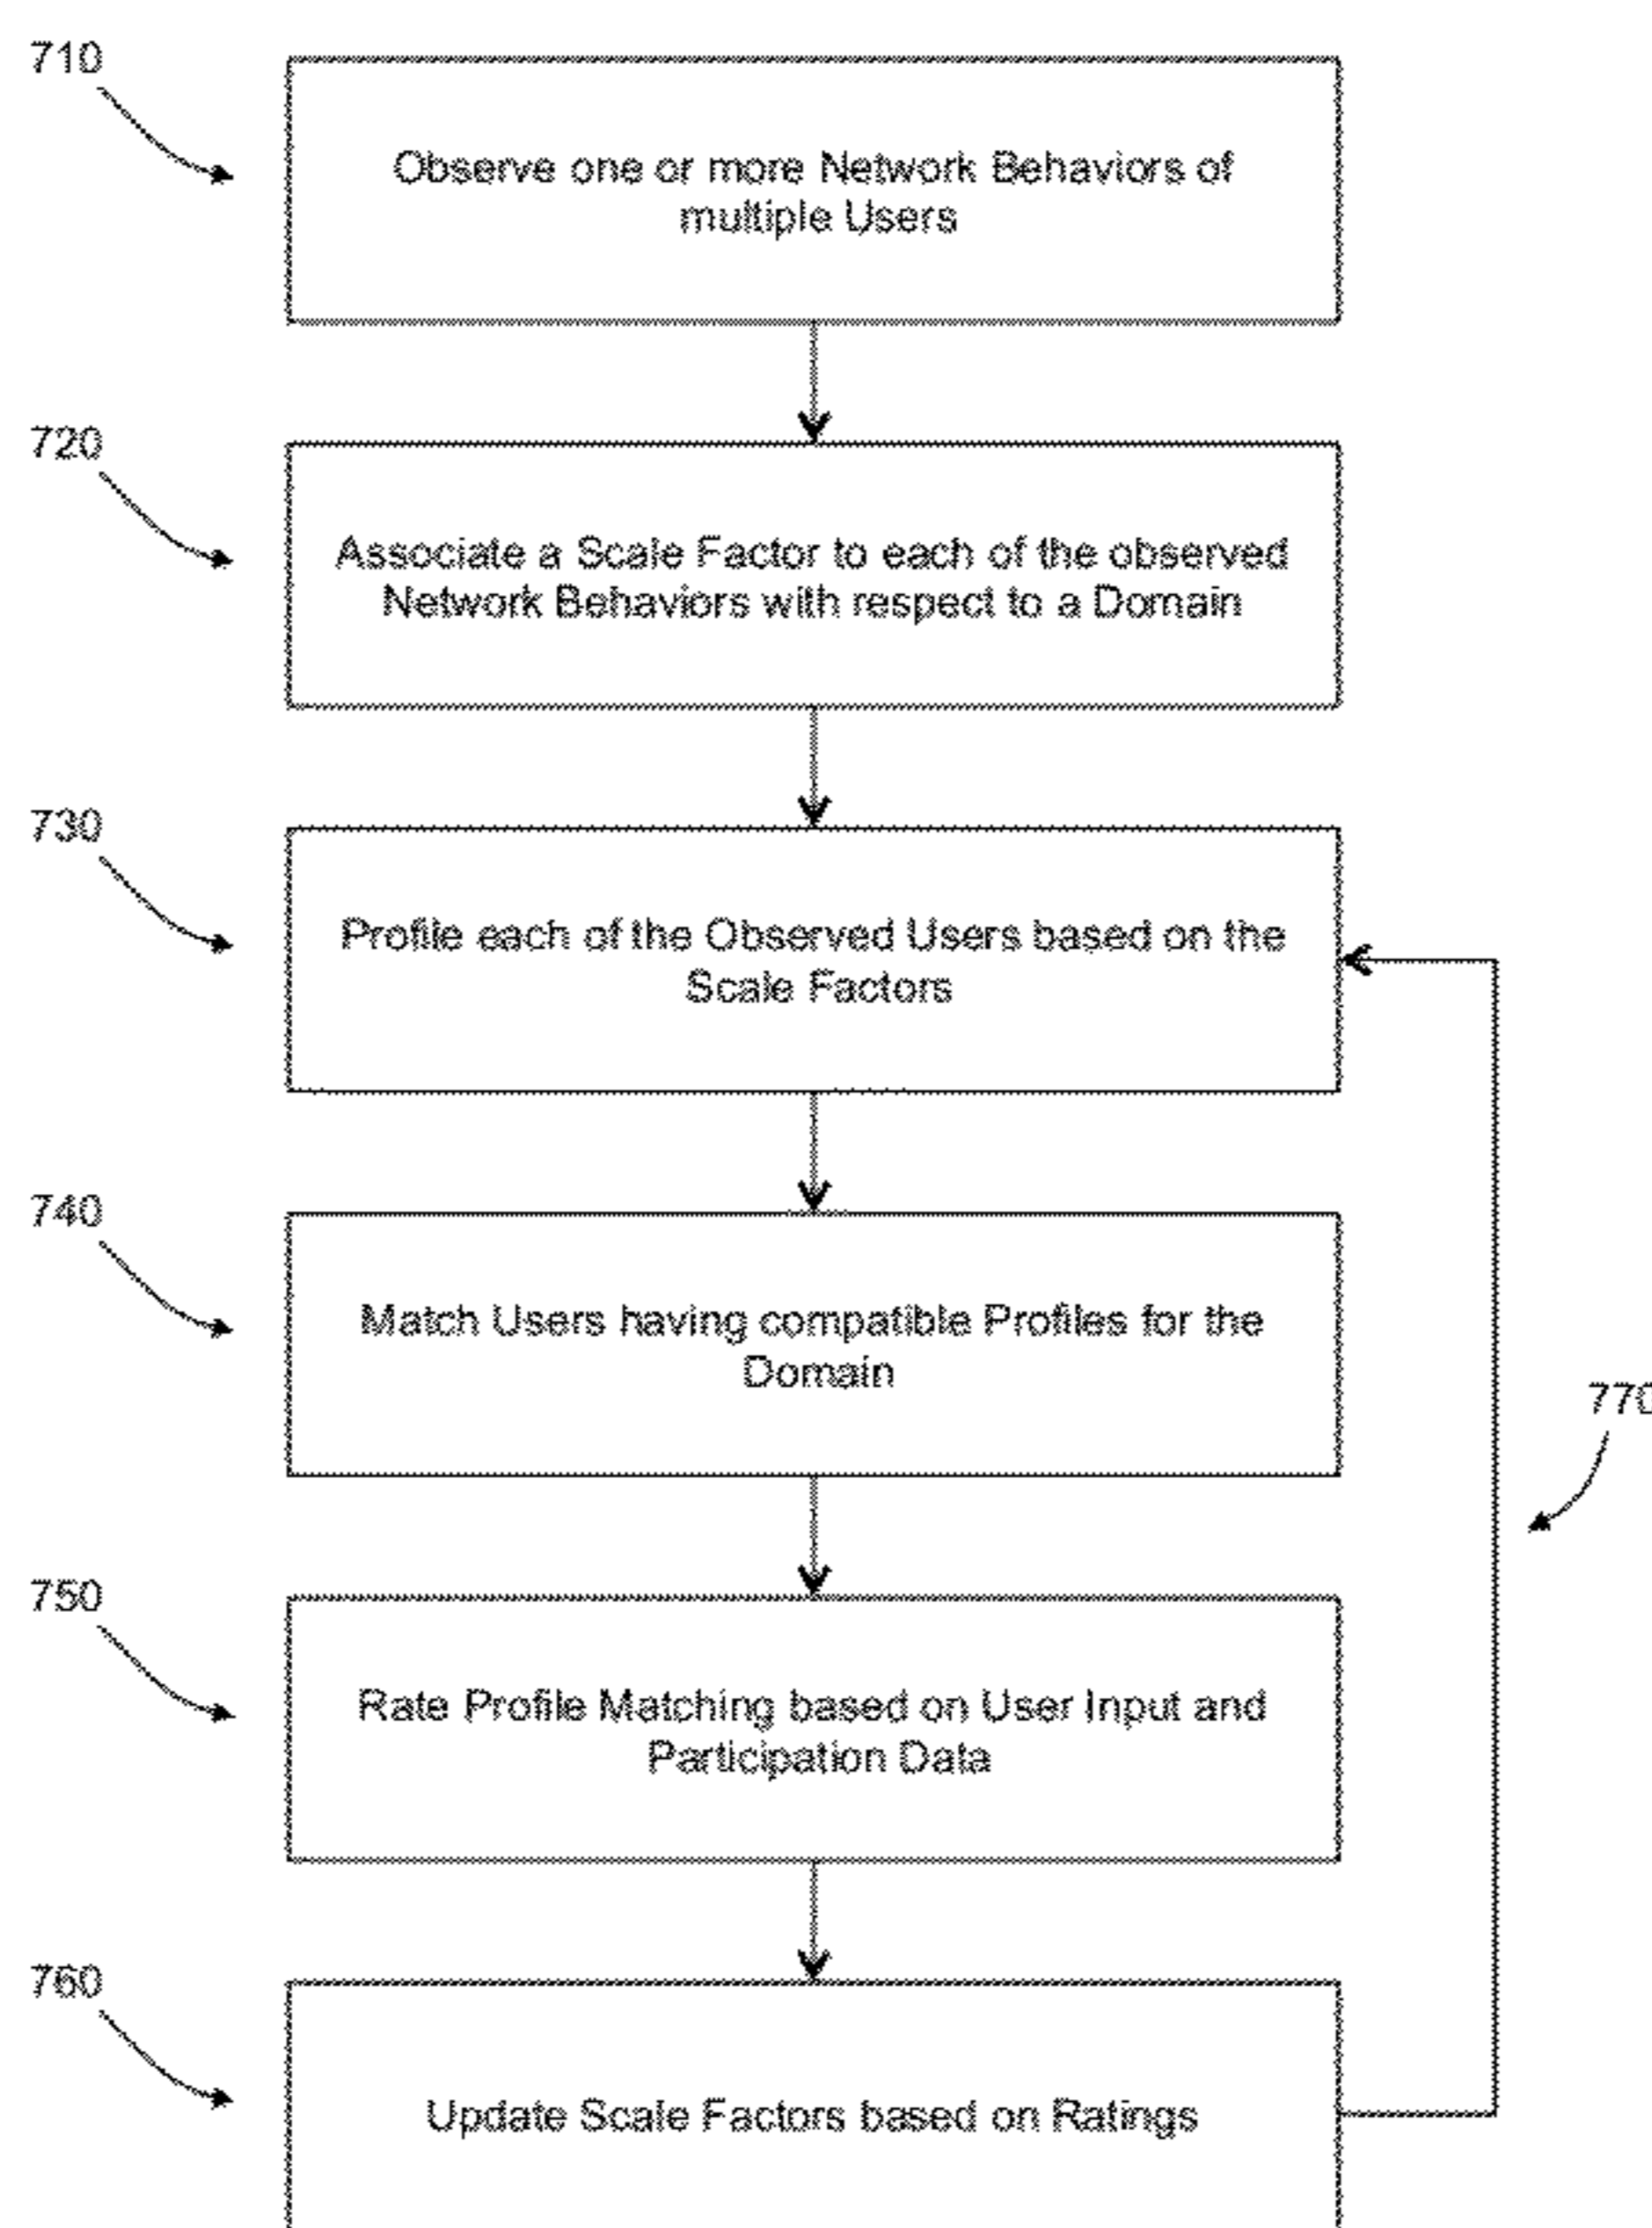 710
Observe one or more Network Behaviors of
multiple Users
720
Associate a Scale Factor to each of the observed
Network Behaviors with respect to a Domain
730
Profile each of the Observed Users based on the
Scale Factors
740
Match Users having compatible Profiles for the
Domain
770
750
Rate Profile Matching based on User Input and
Participation Data
760
Update Scale Factors based on Ratings